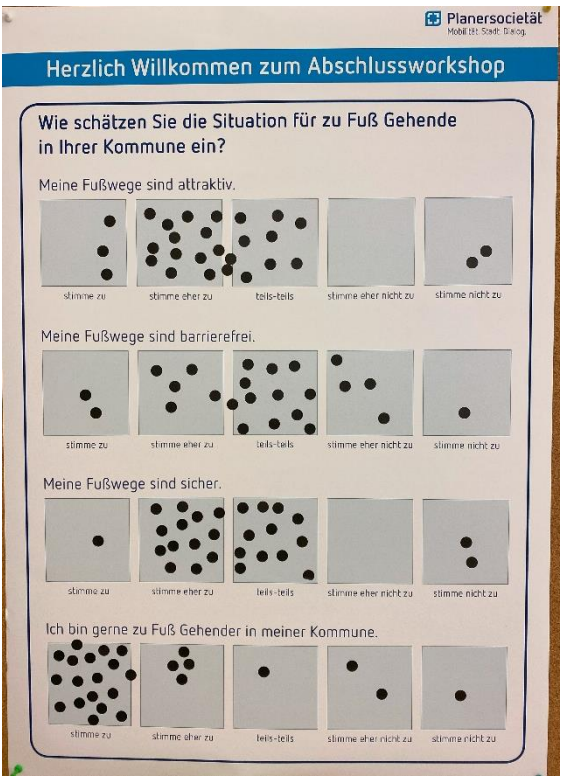 Planersocietät
Mobilität. Stadt. Dialog.
Herzlich Willkommen zum Abschlussworkshop
Wie schätzen Sie die Situation für zu Fuß Gehende
in Ihrer Kommune ein?
Meine Fußwege sind attraktiv.
stimme zu stimme eher zu teils-teils stimme eher nicht zu stimme nicht zu
Meine Fußwege sind barrierefrei.
stimme zu stimme eher zu teils-teils stimme eher nicht zu stimme nicht zu
Meine Fußwege sind sicher.
stimme zu stimme eher zu teils-teils stimme eher nicht zu stimme nicht zu
Ich bin gerne zu Fuß Gehender in meiner Kommune.
stimme zu stimme eher zu teils-teils stimme eher nicht zu stimme nicht zu